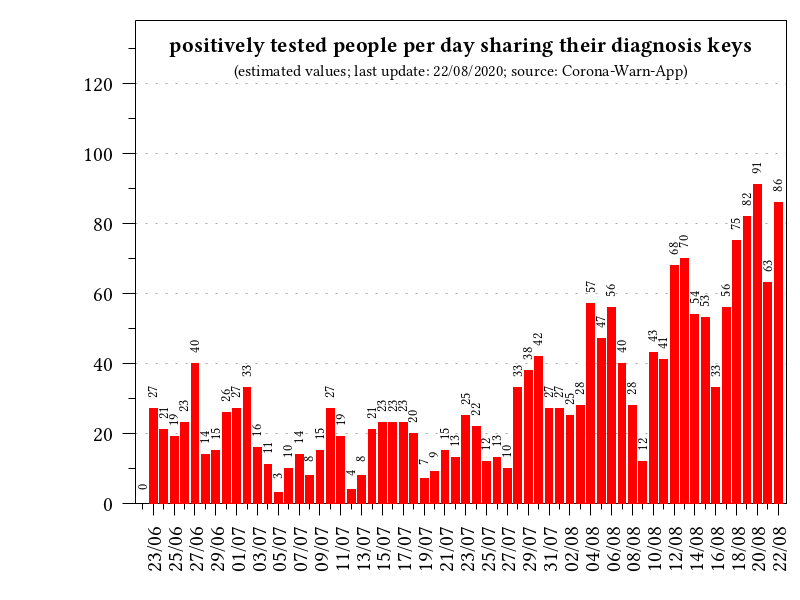 positively tested people per day sharing their diagnosis keys
(estimated values; last update: 22/08/2020; source: Corona-Warn-App)
120
100
80
60
40
20
0
0 27 21 19 23 40 14 15 26 27 33 16 11 3 10 14 8 15 27 19 4 8 21 23 23 23 20 7 9 15 13 25 22 12 13 10 33 38 42 27 27 25 28 57 47 56 40 28 12 43 41 68 70 54 53 33 56 75 82 91 63 86
23/06 25/06 27/06 29/06 01/07 03/07 05/07 07/07 09/07 11/07 13/07 15/07 17/07 19/07 21/07 23/07 25/07 27/07 29/07 31/07 02/08 04/08 06/08 08/08 10/08 12/08 14/08 16/08 18/08 20/08 22/08